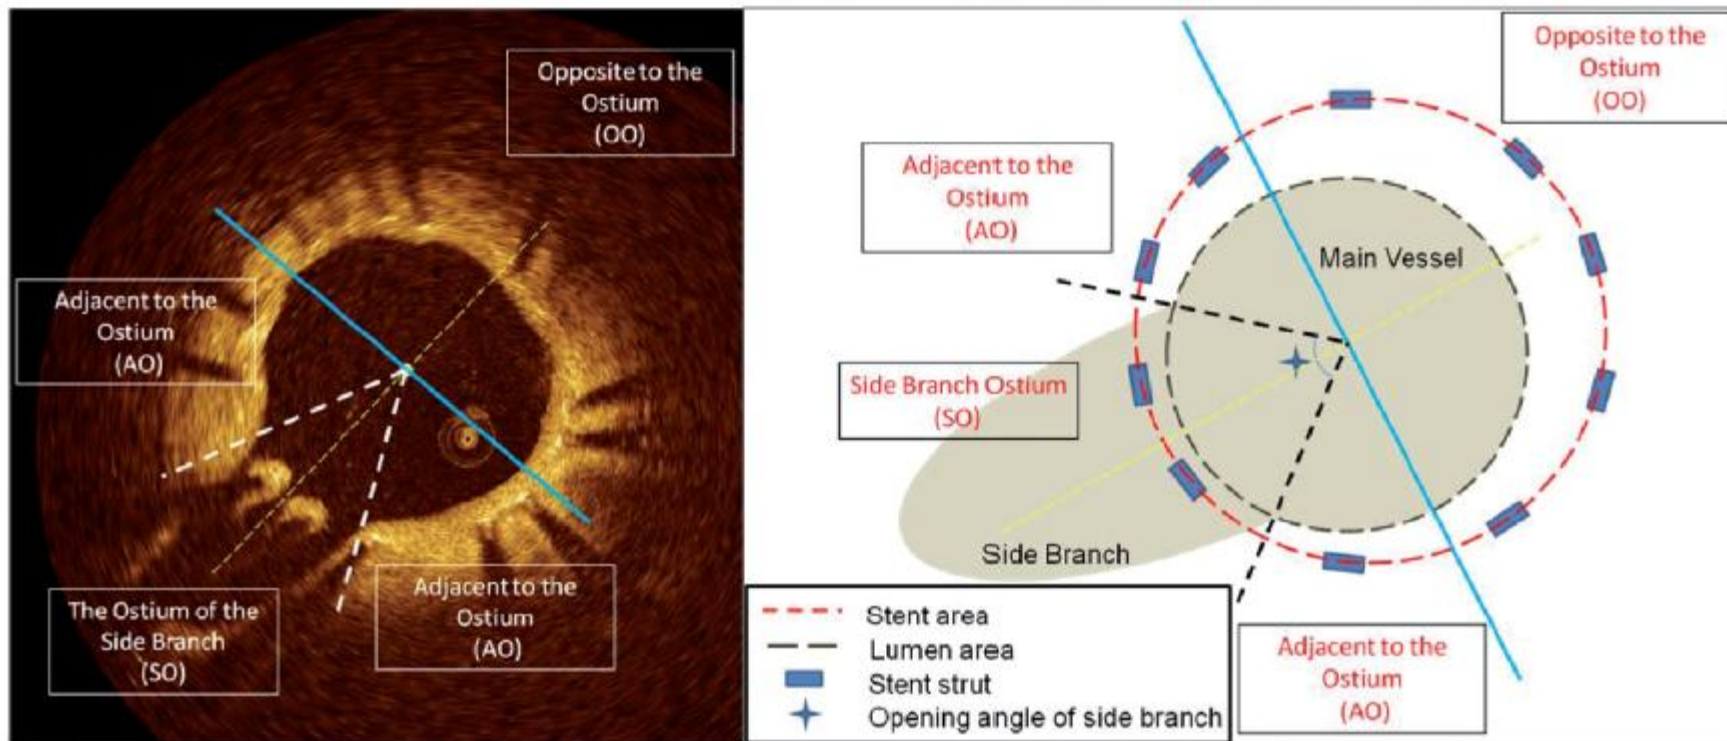 Opposite to the
Ostium
(OO)
Adjacent to the
Ostium
(AO)
The Ostium of the
Side Branch
(SO)
Adjacent to the
Ostium
(AO)
Opposite to the
Ostium
(OO)
Adjacent to the
Ostium
(AO)
Main Vessel
Side Branch Ostium
(SO)
Side Branch
Adjacent to the
Ostium
(AO)
Stent area
Lumen area
Stent strut
Opening angle of side branch